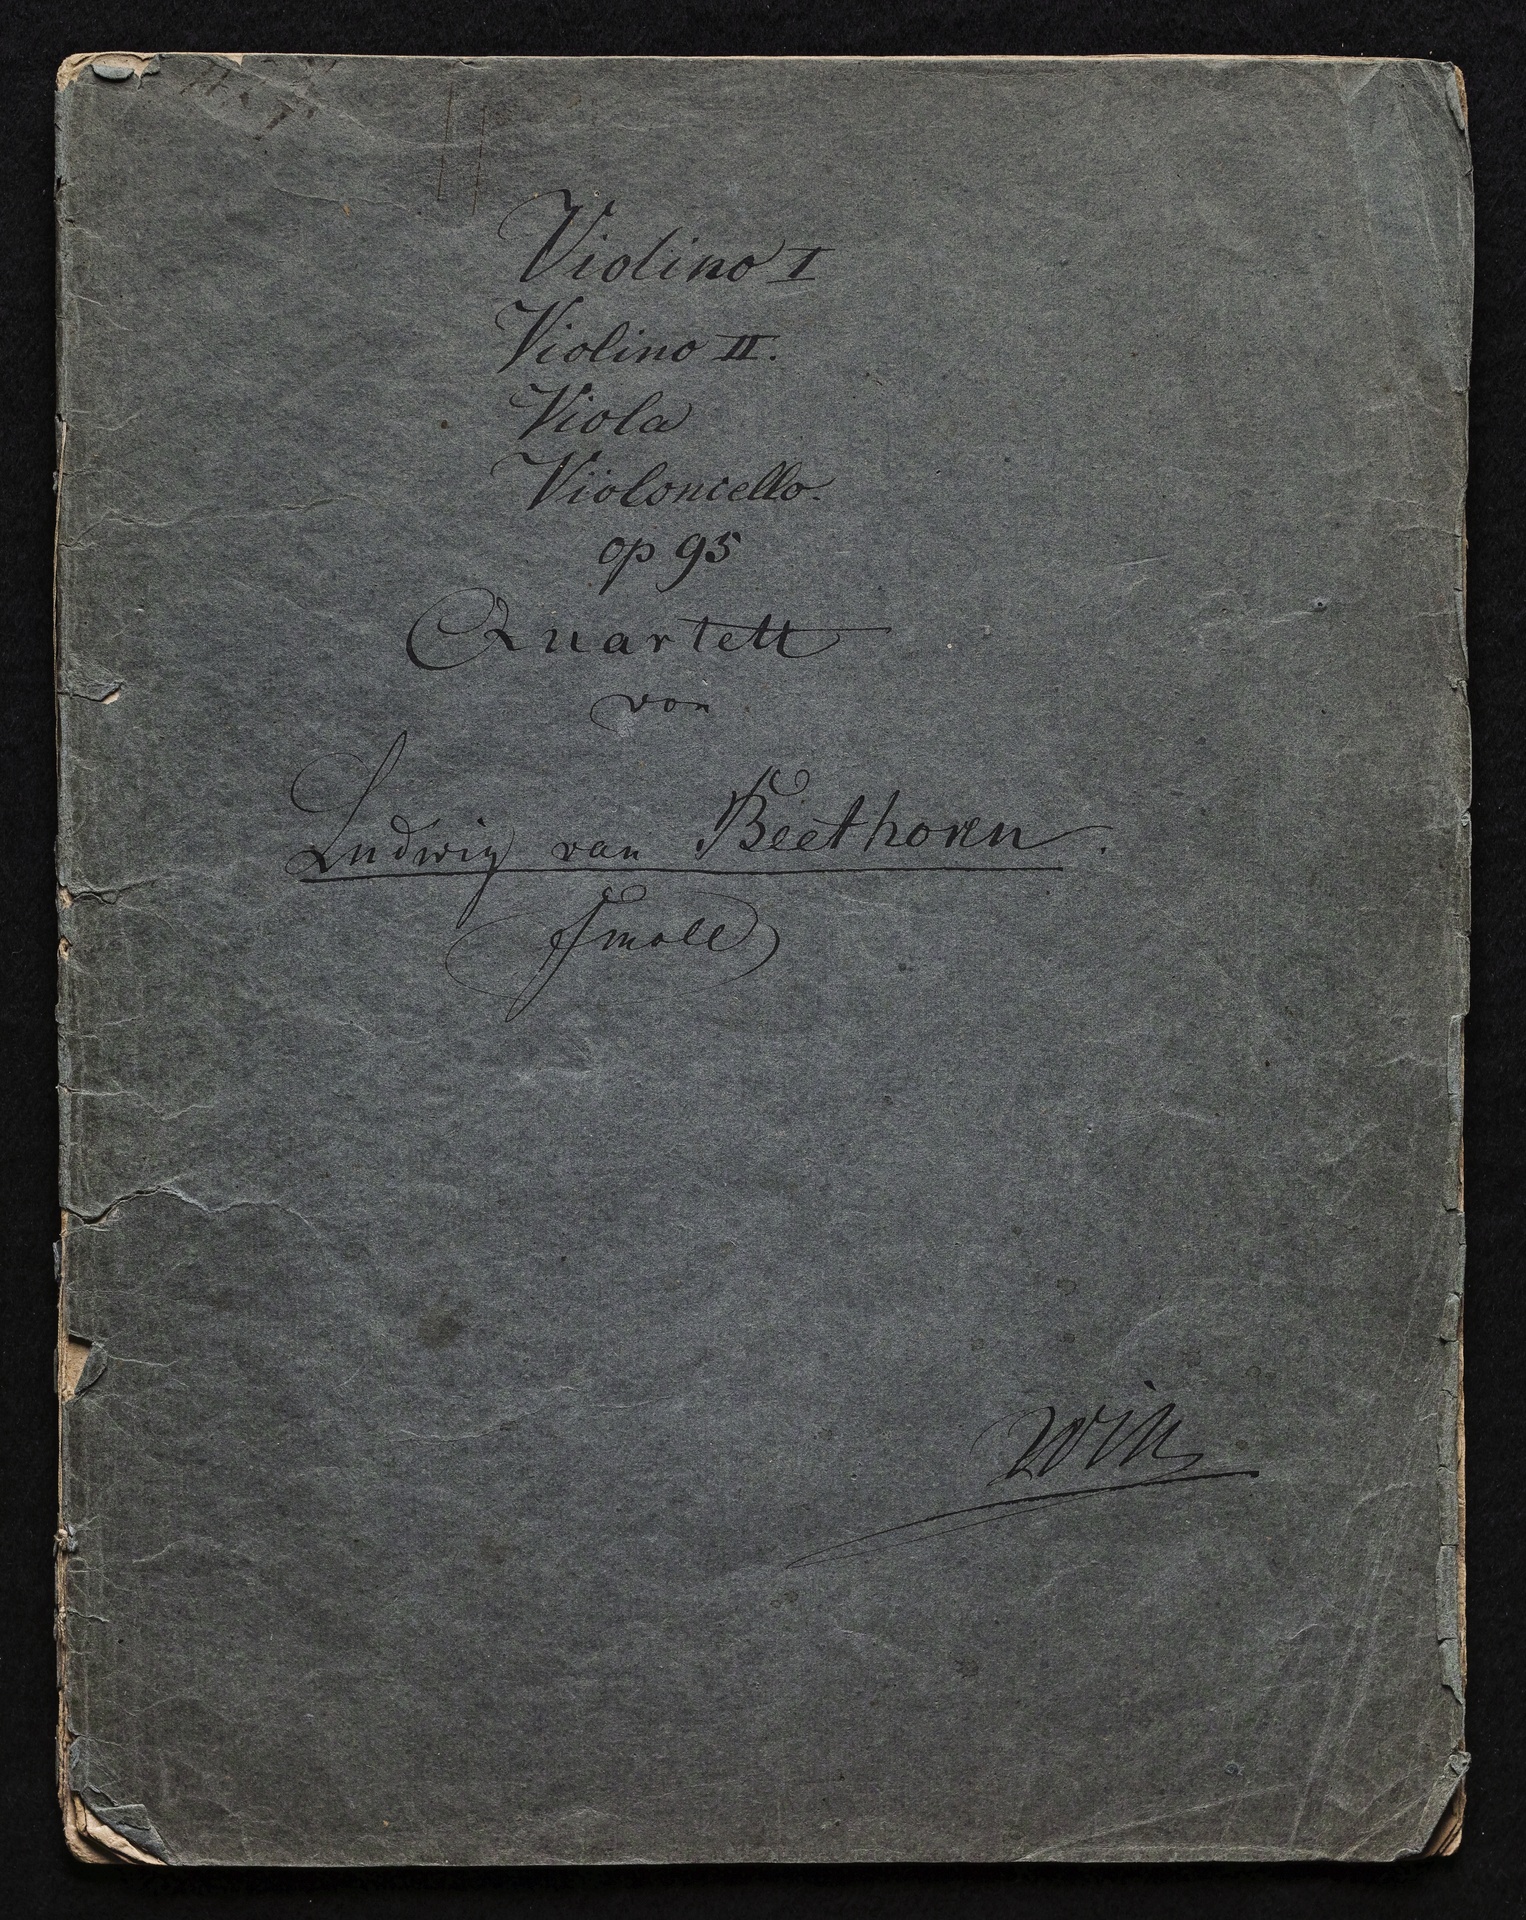 Violino I
Violino II.
Viola
Violoncello.
op 95
Quartett
von
Ludwig van Beethoven.
Fmoll